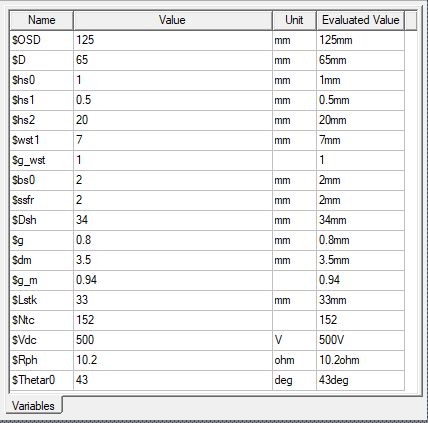 Name Value Unit Evaluated Value
$OSD 125 mm 125mm
$D 65 mm 65mm
$hs0 1 mm 1mm
$hs1 0.5 mm 0.5mm
$hs2 20 mm 20mm
$wst1 7 mm 7mm
$g_wst 1 1
$bs0 2 mm 2mm
$ssfr 2 mm 2mm
$Dsh 34 mm 34mm
$g 0.8 mm 0.8mm
$dm 3.5 mm 3.5mm
$g_m 0.94 0.94
$Lstk 33 mm 33mm
$Ntc 152 152
$Vdc 500 V 500V
$Rph 10.2 ohm 10.2ohm
$Thetar0 43 deg 43deg
Variables